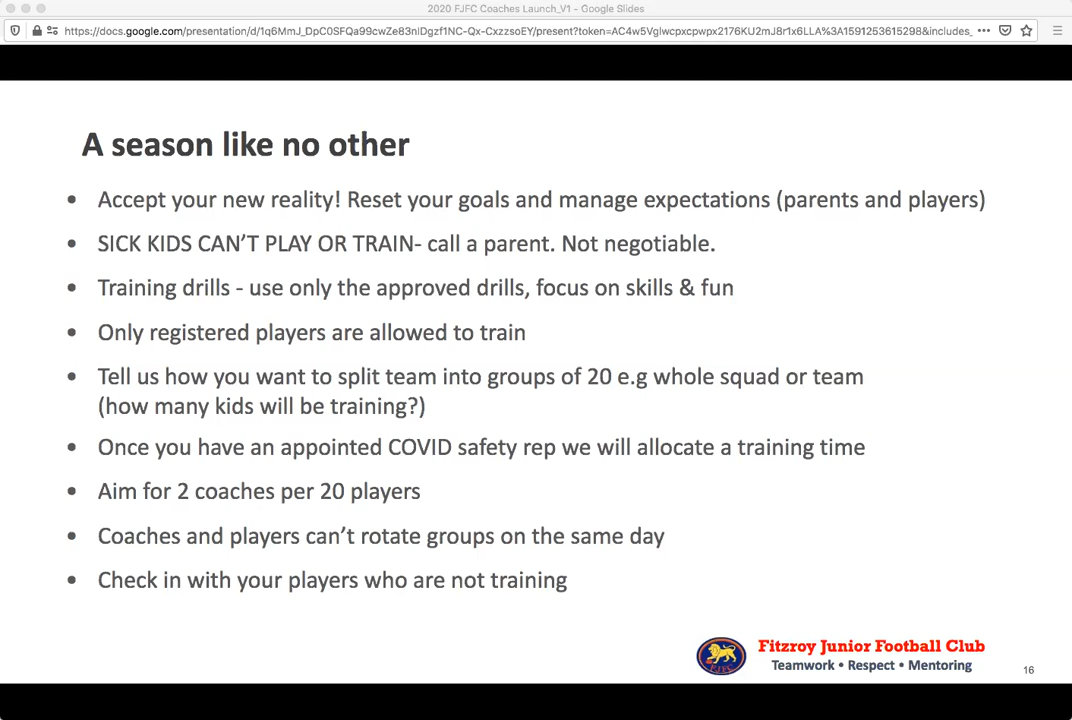 2020 FJFC Coaches Launch_V1 - Google Slides
https://docs.google.com/presentation/d/1q6MmJ_DpC0SFQa99cwZe83nlDgzf1NC-Qx-CxzzsoEY/present?token=AC4w5Vglwcpxcpwpx2176KU2mJ8r1x6LLA%3A1591253615298&includes_
A season like no other
• Accept your new reality! Reset your goals and manage expectations (parents and players)
• SICK KIDS CAN’T PLAY OR TRAIN- call a parent. Not negotiable.
• Training drills - use only the approved drills, focus on skills & fun
• Only registered players are allowed to train
• Tell us how you want to split team into groups of 20 e.g whole squad or team
(how many kids will be training?)
• Once you have an appointed COVID safety rep we will allocate a training time
• Aim for 2 coaches per 20 players
• Coaches and players can’t rotate groups on the same day
• Check in with your players who are not training
Fitzroy Junior Football Club
Teamwork • Respect • Mentoring
16